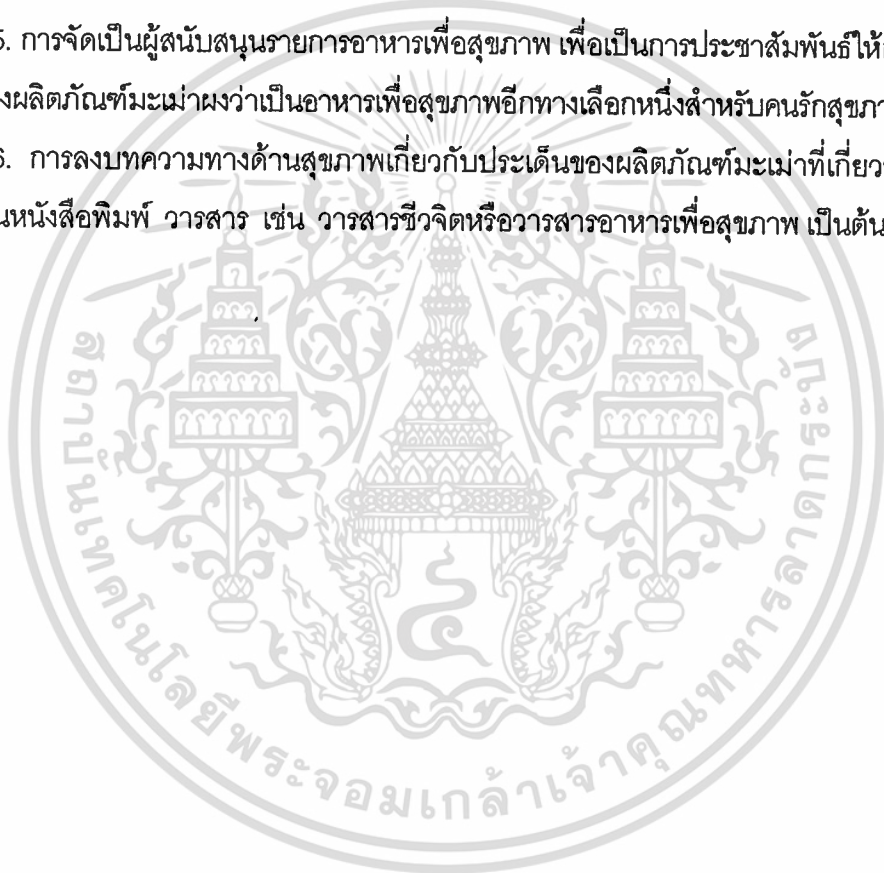 5. การจัดเป็นผู้สนับสนุนรายการอาหารเพื่อสุขภาพ เพื่อเป็นการประชาสัมพันธ์ให้
งผลิตภัณฑ์มะเม่าผงว่าเป็นอาหารเพื่อสุขภาพอีกทางเลือกหนึ่งสำหรับคนรักสุขภา
6. การลงบทความทางด้านสุขภาพเกี่ยวกับประเด็นของผลิตภัณฑ์มะเม่าที่เกี่ยว
นหนังสือพิมพ์ วารสาร เช่น วารสารชีวจิตหรือวารสารอาหารเพื่อสุขภาพ เป็นต้น
สถาบันเทคโนโลยีพระจอมเกล้าเจ้าคุณทหารลาดกระบัง
๔